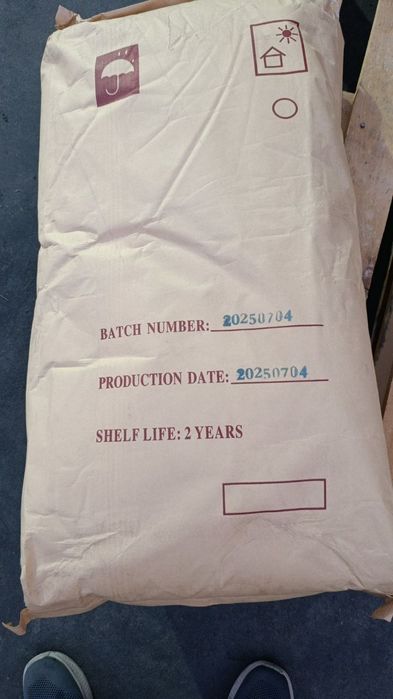 BATCH NUMBER: 20250704
PRODUCTION DATE: 20250704
SHELF LIFE: 2 YEARS